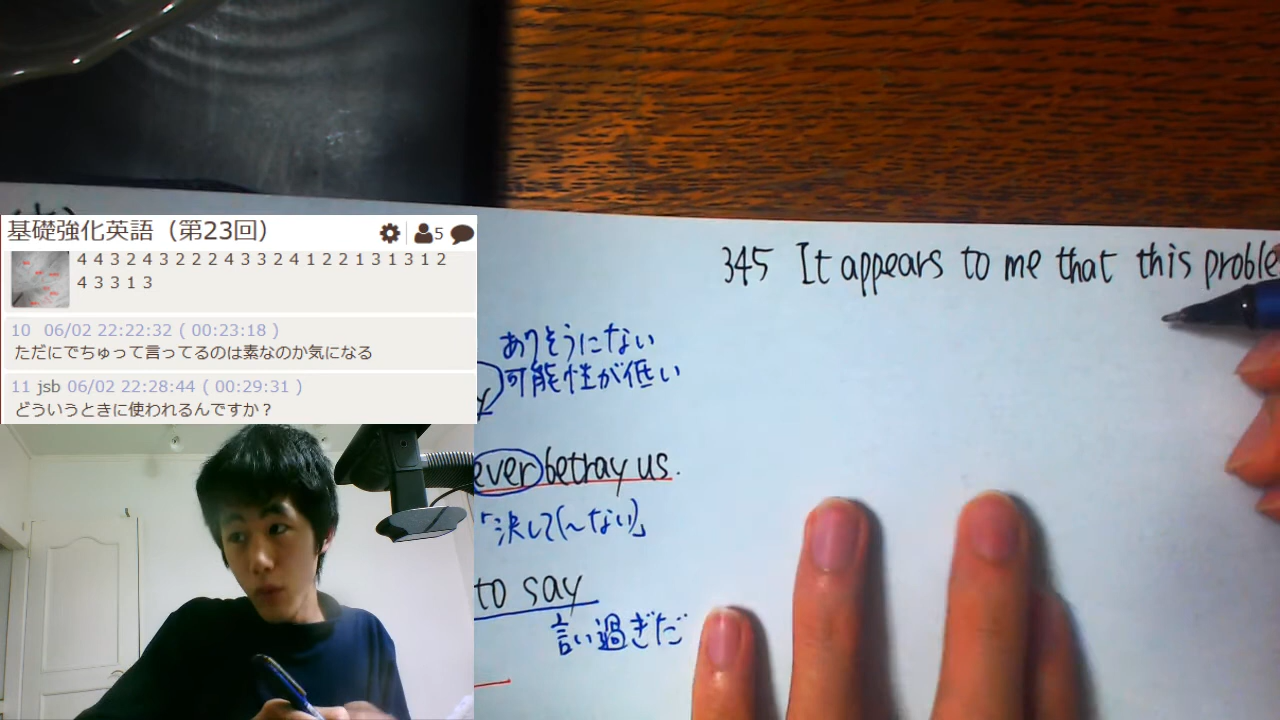 基礎強化英語（第23回）
5
4 4 3 2 4 3 2 2 2 4 3 3 2 4 1 2 2 1 3 1 3 1 2
4 3 3 1 3
10 06/02 22:22:32 ( 00:23:18 )
ただにでちゅって言ってるのは素なのか気になる
11 jsb 06/02 22:28:44 ( 00:29:31 )
どういうときに使われるんですか？
345 It appears to me that this proble
ありそうにない
可能性が低い
ever betray us.
「決して(〜ない)」
to say
言い過ぎだ